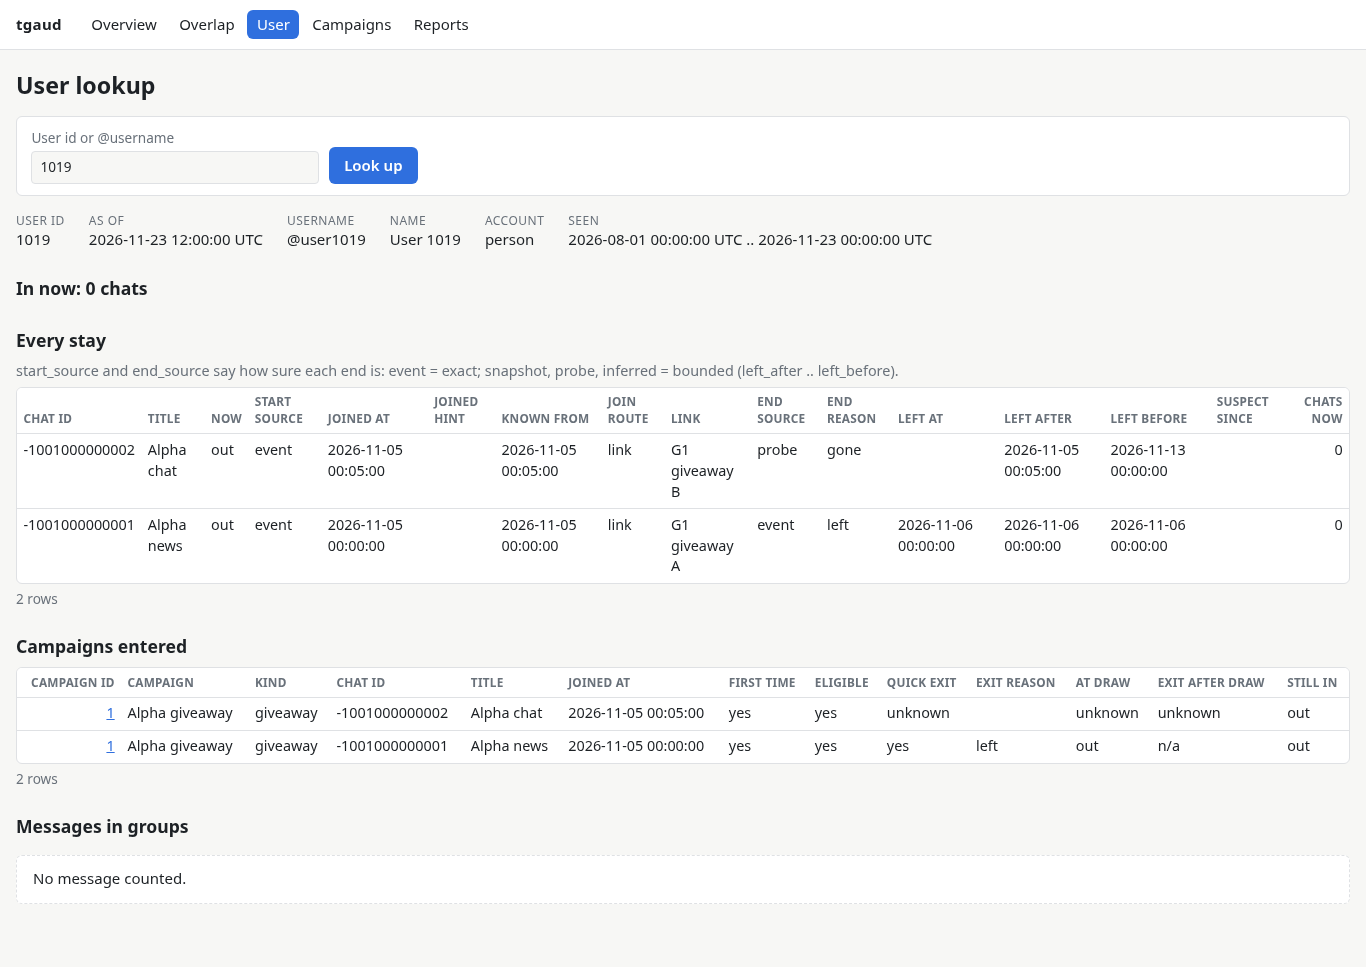 tgaud Overview Overlap User Campaigns Reports
User lookup
User id or @username
1019 Look up
USER ID AS OF USERNAME NAME ACCOUNT SEEN
1019 2026-11-23 12:00:00 UTC @user1019 User 1019 person 2026-08-01 00:00:00 UTC .. 2026-11-23 00:00:00 UTC
In now: 0 chats
Every stay
start_source and end_source say how sure each end is: event = exact; snapshot, probe, inferred = bounded (left_after .. left_before).
START JOINED JOIN END END SUSPECT CHATS
CHAT ID TITLE NOW SOURCE JOINED AT HINT KNOWN FROM ROUTE LINK SOURCE REASON LEFT AT LEFT AFTER LEFT BEFORE SINCE NOW
-1001000000002 Alpha out event 2026-11-05 2026-11-05 link G1 probe gone 2026-11-05 2026-11-13 0
chat 00:05:00 00:05:00 giveaway 00:05:00 00:00:00
B
-1001000000001 Alpha out event 2026-11-05 2026-11-05 link G1 event left 2026-11-06 2026-11-06 2026-11-06 0
news 00:00:00 00:00:00 giveaway 00:00:00 00:00:00 00:00:00
A
2 rows
Campaigns entered
CAMPAIGN ID CAMPAIGN KIND CHAT ID TITLE JOINED AT FIRST TIME ELIGIBLE QUICK EXIT EXIT REASON AT DRAW EXIT AFTER DRAW STILL IN
1 Alpha giveaway giveaway -1001000000002 Alpha chat 2026-11-05 00:05:00 yes yes unknown unknown unknown out
1 Alpha giveaway giveaway -1001000000001 Alpha news 2026-11-05 00:00:00 yes yes yes left out n/a out
2 rows
Messages in groups
No message counted.